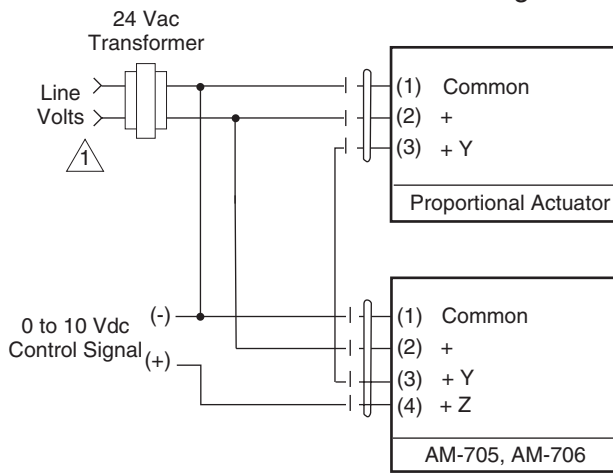 24 Vac
Transformer
Line
Volts
1
(1) Common
(2) +
(3) + Y
Proportional Actuator
0 to 10 Vdc
Control Signal
(-)
(+)
(1) Common
(2) +
(3) + Y
(4) + Z
AM-705, AM-706